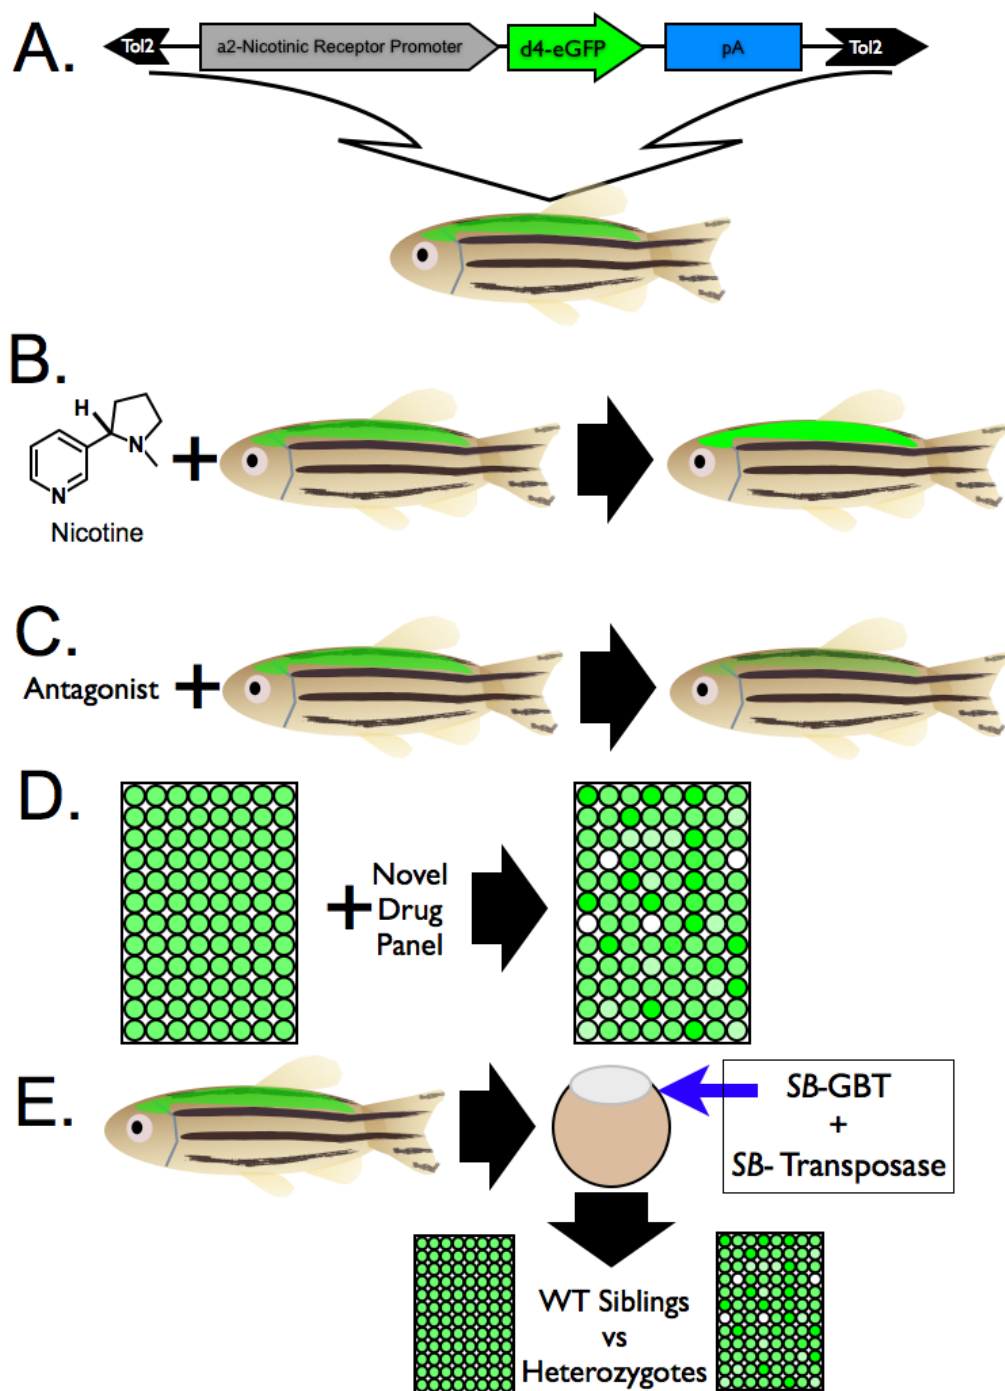 A.
Tol2
a2-Nicotinic Receptor Promoter
d4-eGFP
pA
Tol2
B.
H
N
N
Nicotine
+
C.
Antagonist +
D.
+ Novel
Drug
Panel
E.
SB-GBT
+
SB- Transposase
WT Siblings
vs
Heterozygotes